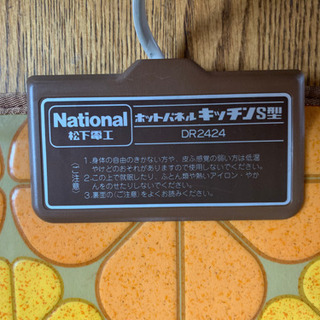 National
松下電工
ホットパネル キッチンS型
DR2424
(ご注意)
1.身体の自由のきかない方や、皮ふ感覚の弱い方は低温
やけどのおそれがありますので使用しないでください。
2.この上で就眠したり、ふとん類や熱いアイロン・やか
んをのせたりしないでください。
3.裏面の〈ご注意〉をよくお読みください。